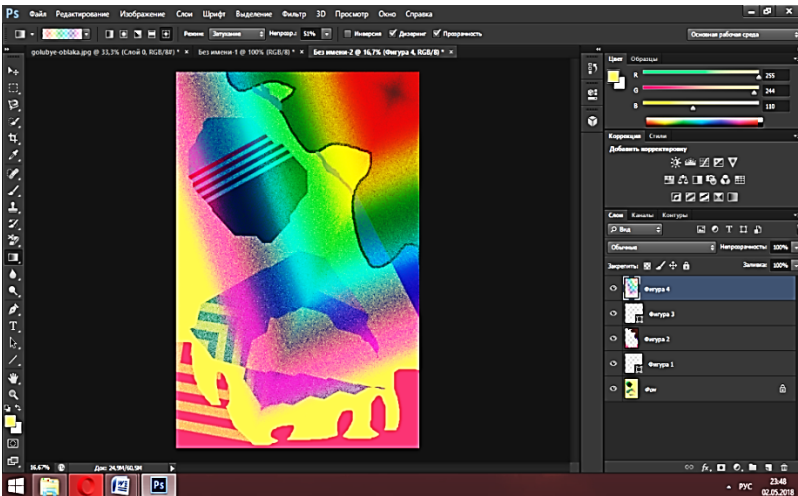 Ps Файл Редактирование Изображение Слои Шрифт Выделение Фильтр 3D Просмотр Окно Справка
Режим: Затухание Непрозр.: 51% Инверсия Дизеринг Прозрачность Основная рабочая среда
golubye-oblaka.jpg @ 33,3% (Слой 0, RGB/8#) * × Без имени-1 @ 100% (RGB/8) * × Без имени-2 @ 16,7% (Фигура 4, RGB/8) * ×
Цвет Образцы
R 255
G 244
B 110
Коррекция Стили
Добавить корректировку
Слои Каналы Контуры
Вид
Обычные Непрозрачность: 100%
Закрепить: Заливка: 100%
Фигура 4
Фигура 3
Фигура 2
Фигура 1
Фон
16,67% Док: 24,9M/60,5M
fx
Ps РУС 23:48
02.05.2018